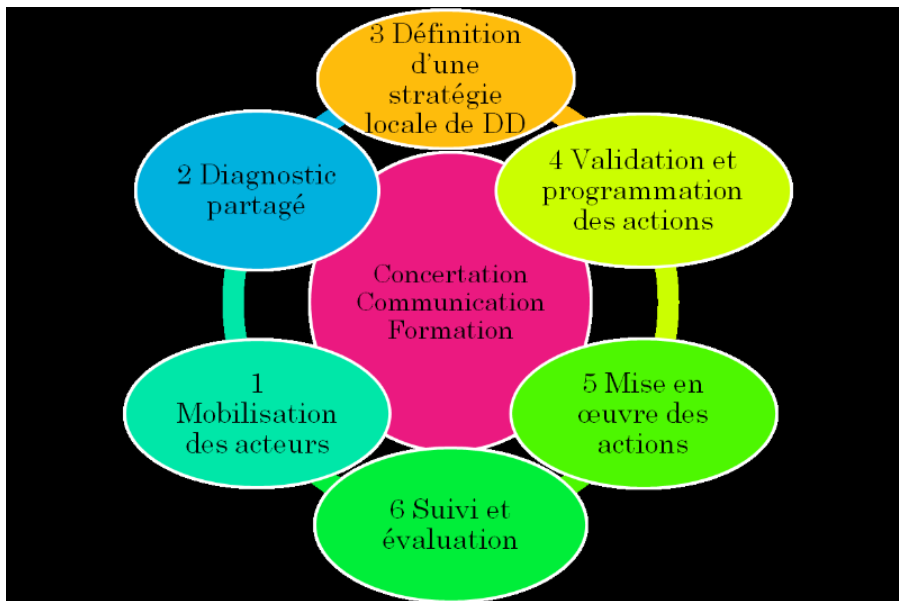 3 Définition
d'une
stratégie
locale de DD
4 Validation et
programmation
des actions
2 Diagnostic
partagé
Concertation
Communication
Formation
1
Mobilisation
des acteurs
5 Mise en
œuvre des
actions
6 Suivi et
évaluation